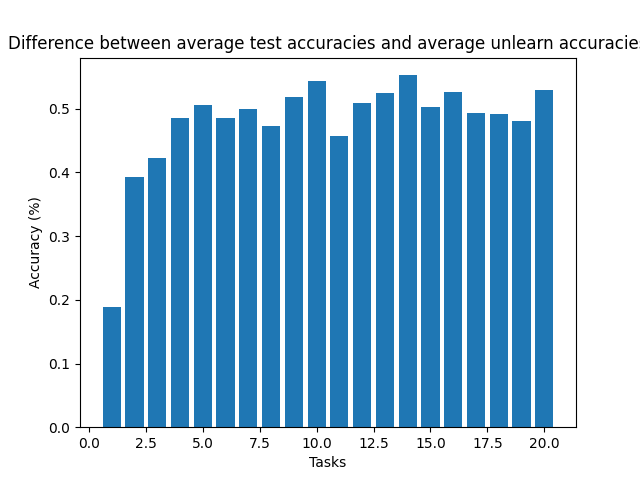 Difference between average test accuracies and average unlearn accuracies
Accuracy (%)
0.5
0.4
0.3
0.2
0.1
0.0
0.0 2.5 5.0 7.5 10.0 12.5 15.0 17.5 20.0
Tasks